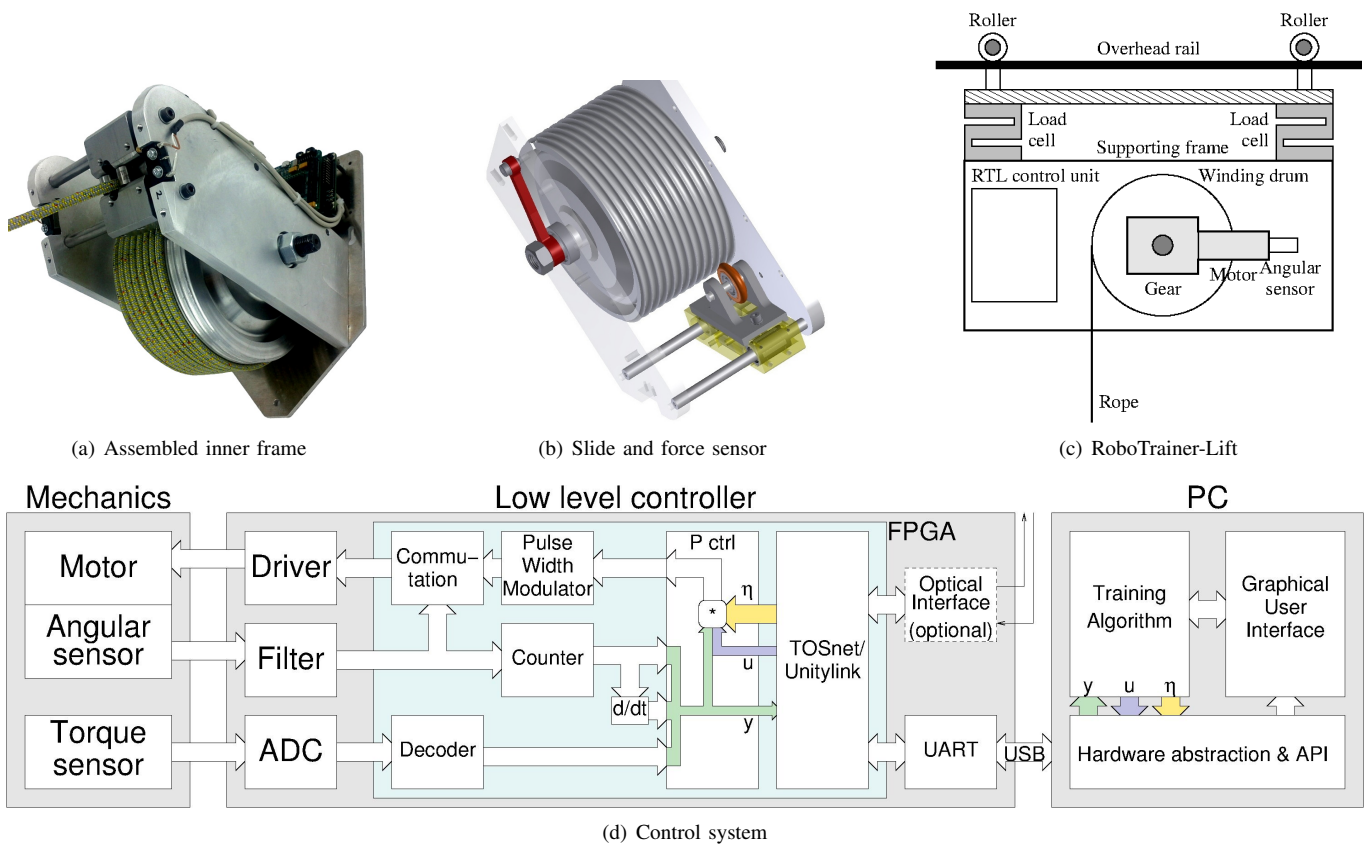 Roller
Roller
Overhead rail
Load
cell
Load
cell
Supporting frame
RTL control unit
Winding drum
Motor
Angular
sensor
Gear
Rope
(a) Assembled inner frame
(b) Slide and force sensor
(c) RoboTrainer-Lift
Mechanics
Low level controller
PC
Motor
Driver
Commu-
tation
Pulse
Width
Modulator
P ctrl
FPGA
η
*
u
y
TOSnet/
Unitylink
Optical
Interface
(optional)
Training
Algorithm
Graphical
User
Interface
Angular
sensor
Filter
Counter
d/dt
y
u
η
Torque
sensor
ADC
Decoder
UART
USB
Hardware abstraction & API
(d) Control system